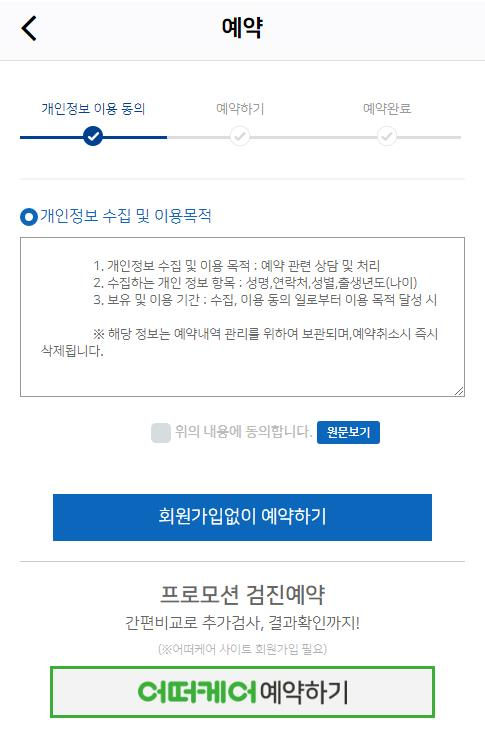 예약
개인정보 이용 동의 예약하기 예약완료
개인정보 수집 및 이용목적
1. 개인정보 수집 및 이용 목적 : 예약 관련 상담 및 처리
2. 수집하는 개인 정보 항목 : 성명,연락처,성별,출생년도(나이)
3. 보유 및 이용 기간 : 수집, 이용 동의 일로부터 이용 목적 달성 시
※ 해당 정보는 예약내역 관리를 위하여 보관되며,예약취소시 즉시
삭제됩니다.
위의 내용에 동의합니다. 원문보기
회원가입없이 예약하기
프로모션 검진예약
간편비교로 추가검사, 결과확인까지!
(※어떠케어 사이트 회원가입 필요)
어떠케어 예약하기